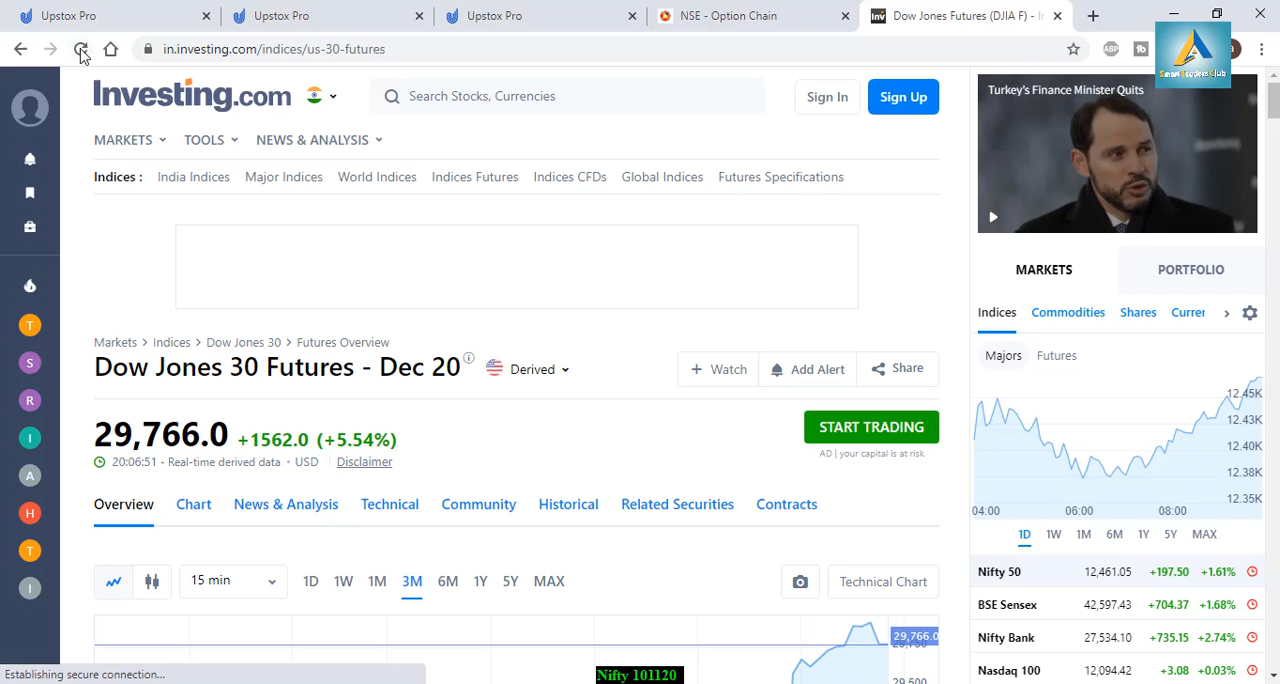 Upstox Pro
Upstox Pro
Upstox Pro
NSE - Option Chain
Dow Jones Futures (DJIA F) - I
in.investing.com/indices/us-30-futures
ABP
tb
Smart Traders Club
Investing.com
Search Stocks, Currencies
Sign In
Sign Up
MARKETS
TOOLS
NEWS & ANALYSIS
Indices :
India Indices
Major Indices
World Indices
Indices Futures
Indices CFDs
Global Indices
Futures Specifications
Turkey's Finance Minister Quits
MARKETS
PORTFOLIO
Indices
Commodities
Shares
Currer
Majors
Futures
12.45K
12.43K
12.40K
12.38K
12.35K
04:00
06:00
08:00
1D
1W
1M
6M
1Y
5Y
MAX
Nifty 50 12,461.05 +197.50 +1.61%
BSE Sensex 42,597.43 +704.37 +1.68%
Nifty Bank 27,534.10 +735.15 +2.74%
Nasdaq 100 12,094.42 +3.08 +0.03%
T
S
R
I
A
H
T
I
Markets > Indices > Dow Jones 30 > Futures Overview
Dow Jones 30 Futures - Dec 20
Derived
+ Watch
Add Alert
Share
29,766.0 +1562.0 (+5.54%)
20:06:51 - Real-time derived data • USD
Disclaimer
START TRADING
AD | your capital is at risk
Overview
Chart
News & Analysis
Technical
Community
Historical
Related Securities
Contracts
15 min
1D
1W
1M
3M
6M
1Y
5Y
MAX
Technical Chart
29,766.0
29,500
Establishing secure connection...
Nifty 101120